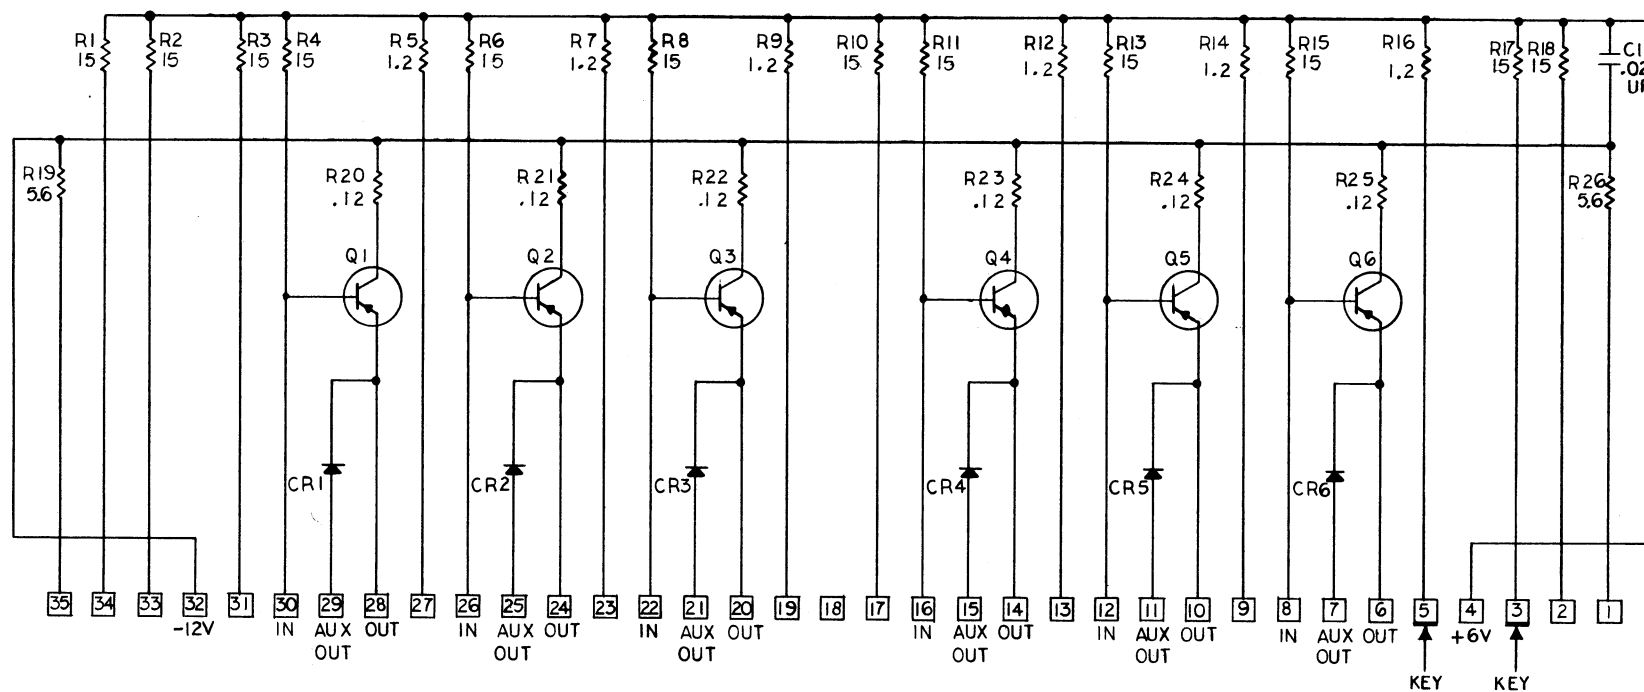 R1 R2 R3 R4 R5 R6 R7 R8 R9 R10 R11 R12 R13 R14 R15 R16 R17 R18 C1
15 15 15 15 1.2 15 1.2 15 1.2 15 15 1.2 15 1.2 15 1.2 15 15 .02
R19 R20 R21 R22 R23 R24 R25 R26
5.6 .12 .12 .12 .12 .12 .12 5.6
Q1 Q2 Q3 Q4 Q5 Q6
CR1 CR2 CR3 CR4 CR5 CR6
35 34 33 32 31 30 29 28 27 26 25 24 23 22 21 20 19 18 17 16 15 14 13 12 11 10 9 8 7 6 5 4 3 2 1
-12V IN AUX OUT IN AUX OUT IN AUX OUT IN AUX OUT IN AUX OUT IN AUX OUT +6V
OUT OUT OUT OUT OUT OUT
KEY KEY